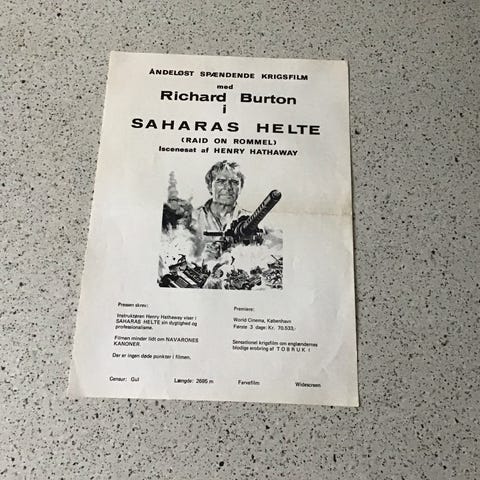 ÅNDELØST SPÆNDENDE KRIGSFILM
med
Richard Burton
i
SAHARAS HELTE
(RAID ON ROMMEL)
Iscenesat af HENRY HATHAWAY
Pressen skrev:
Instruktøren Henry Hathaway viser i
SAHARAS HELTE sin dygtighed og
professionalisme.
Filmen minder lidt om NAVARONES
KANONER.
Der er ingen døde punkter i filmen.
Premiere:
World Cinema, København
Første 3 dage: Kr. 70.533,-
Sensationel krigsfilm om englændernes
blodige erobring af TOBRUK !
Censur: Gul Længde: 2695 m Farvefilm Widescreen